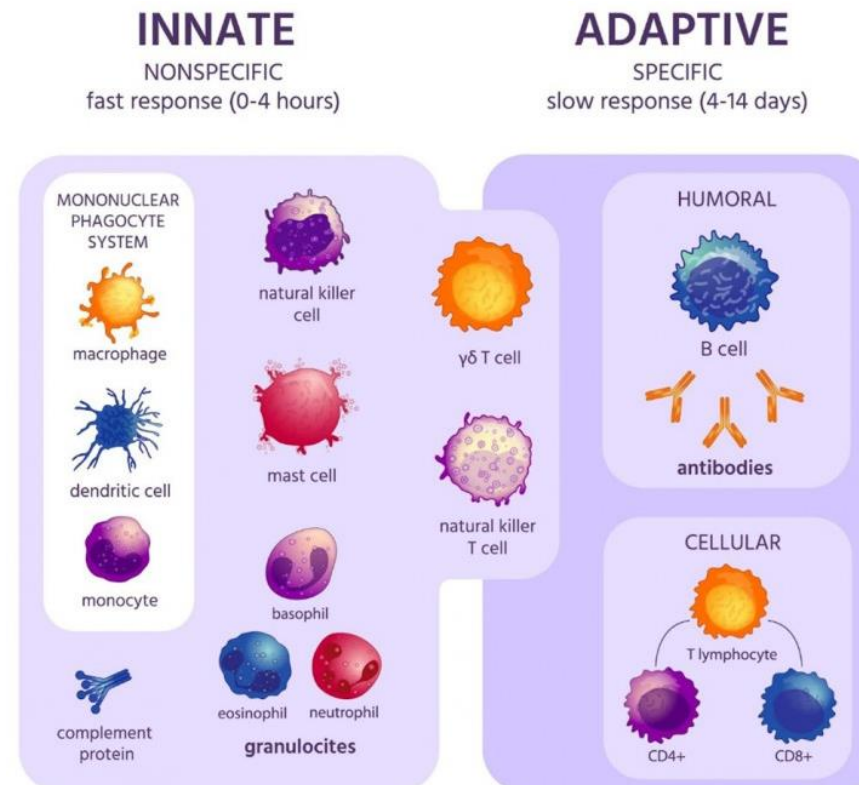 INNATE
NONSPECIFIC
fast response (0-4 hours)
MONONUCLEAR
PHAGOCYTE
SYSTEM
macrophage
dendritic cell
monocyte
complement
protein
natural killer
cell
mast cell
basophil
eosinophil
neutrophil
granulocites
γδ T cell
natural killer
T cell
ADAPTIVE
SPECIFIC
slow response (4-14 days)
HUMORAL
B cell
antibodies
CELLULAR
T lymphocyte
CD4+
CD8+